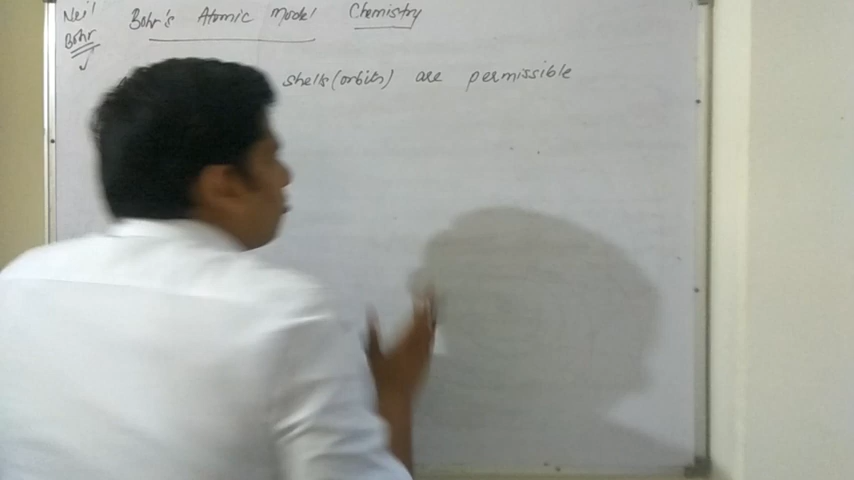 Neil Bohr's Atomic Model Chemistry
Bohr
shells (orbits) are permissible